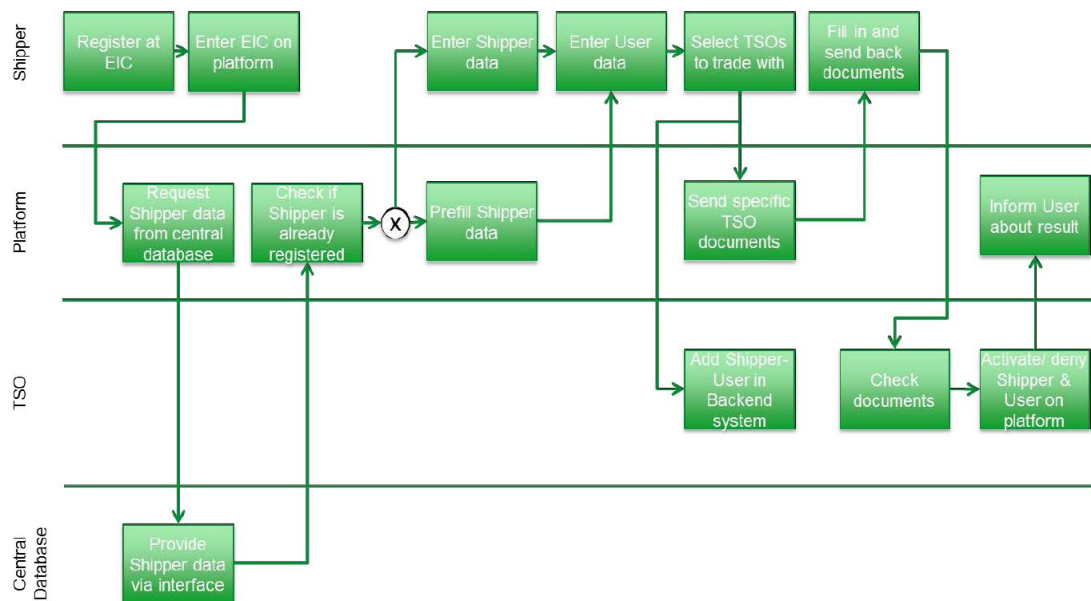 Shipper
Register at
EIC
Enter EIC on
platform
Enter Shipper
data
Enter User
data
Select TSOs
to trade with
Fill in and
send back
documents
Platform
Request
Shipper data
from central
database
Check if
Shipper is
already
registered
X
Prefill Shipper
data
Send specific
TSO
documents
Inform User
about result
TSO
Add Shipper-
User in
Backend
system
Check
documents
Activate/ deny
Shipper &
User on
platform
Central
Database
Provide
Shipper data
via interface